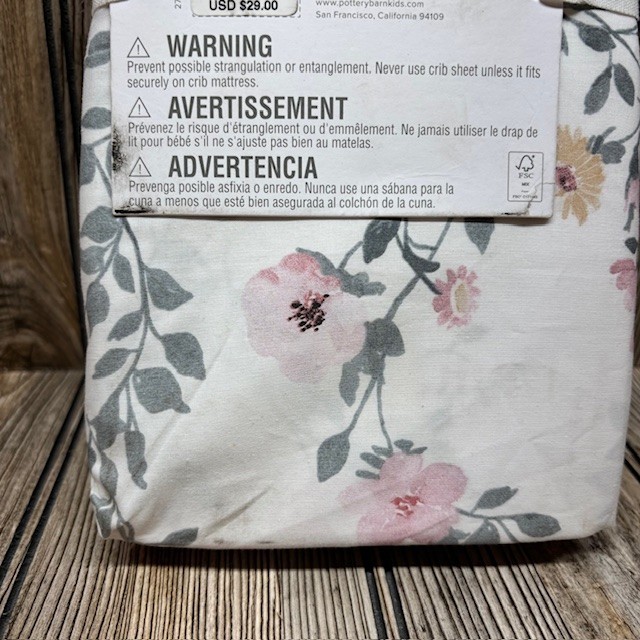 USD $29.00
www.potterybarnkids.com
San Francisco, California 94109
WARNING
Prevent possible strangulation or entanglement. Never use crib sheet unless it fits
securely on crib mattress.
AVERTISSEMENT
Prévenez le risque d'étranglement ou d'emmêlement. Ne jamais utiliser le drap de
lit pour bébé s'il ne s'ajuste pas bien au matelas.
ADVERTENCIA
Prevenga posible asfixia o enredo. Nunca use una sábana para la
cuna a menos que esté bien asegurada al colchón de la cuna.
FSC
MIX